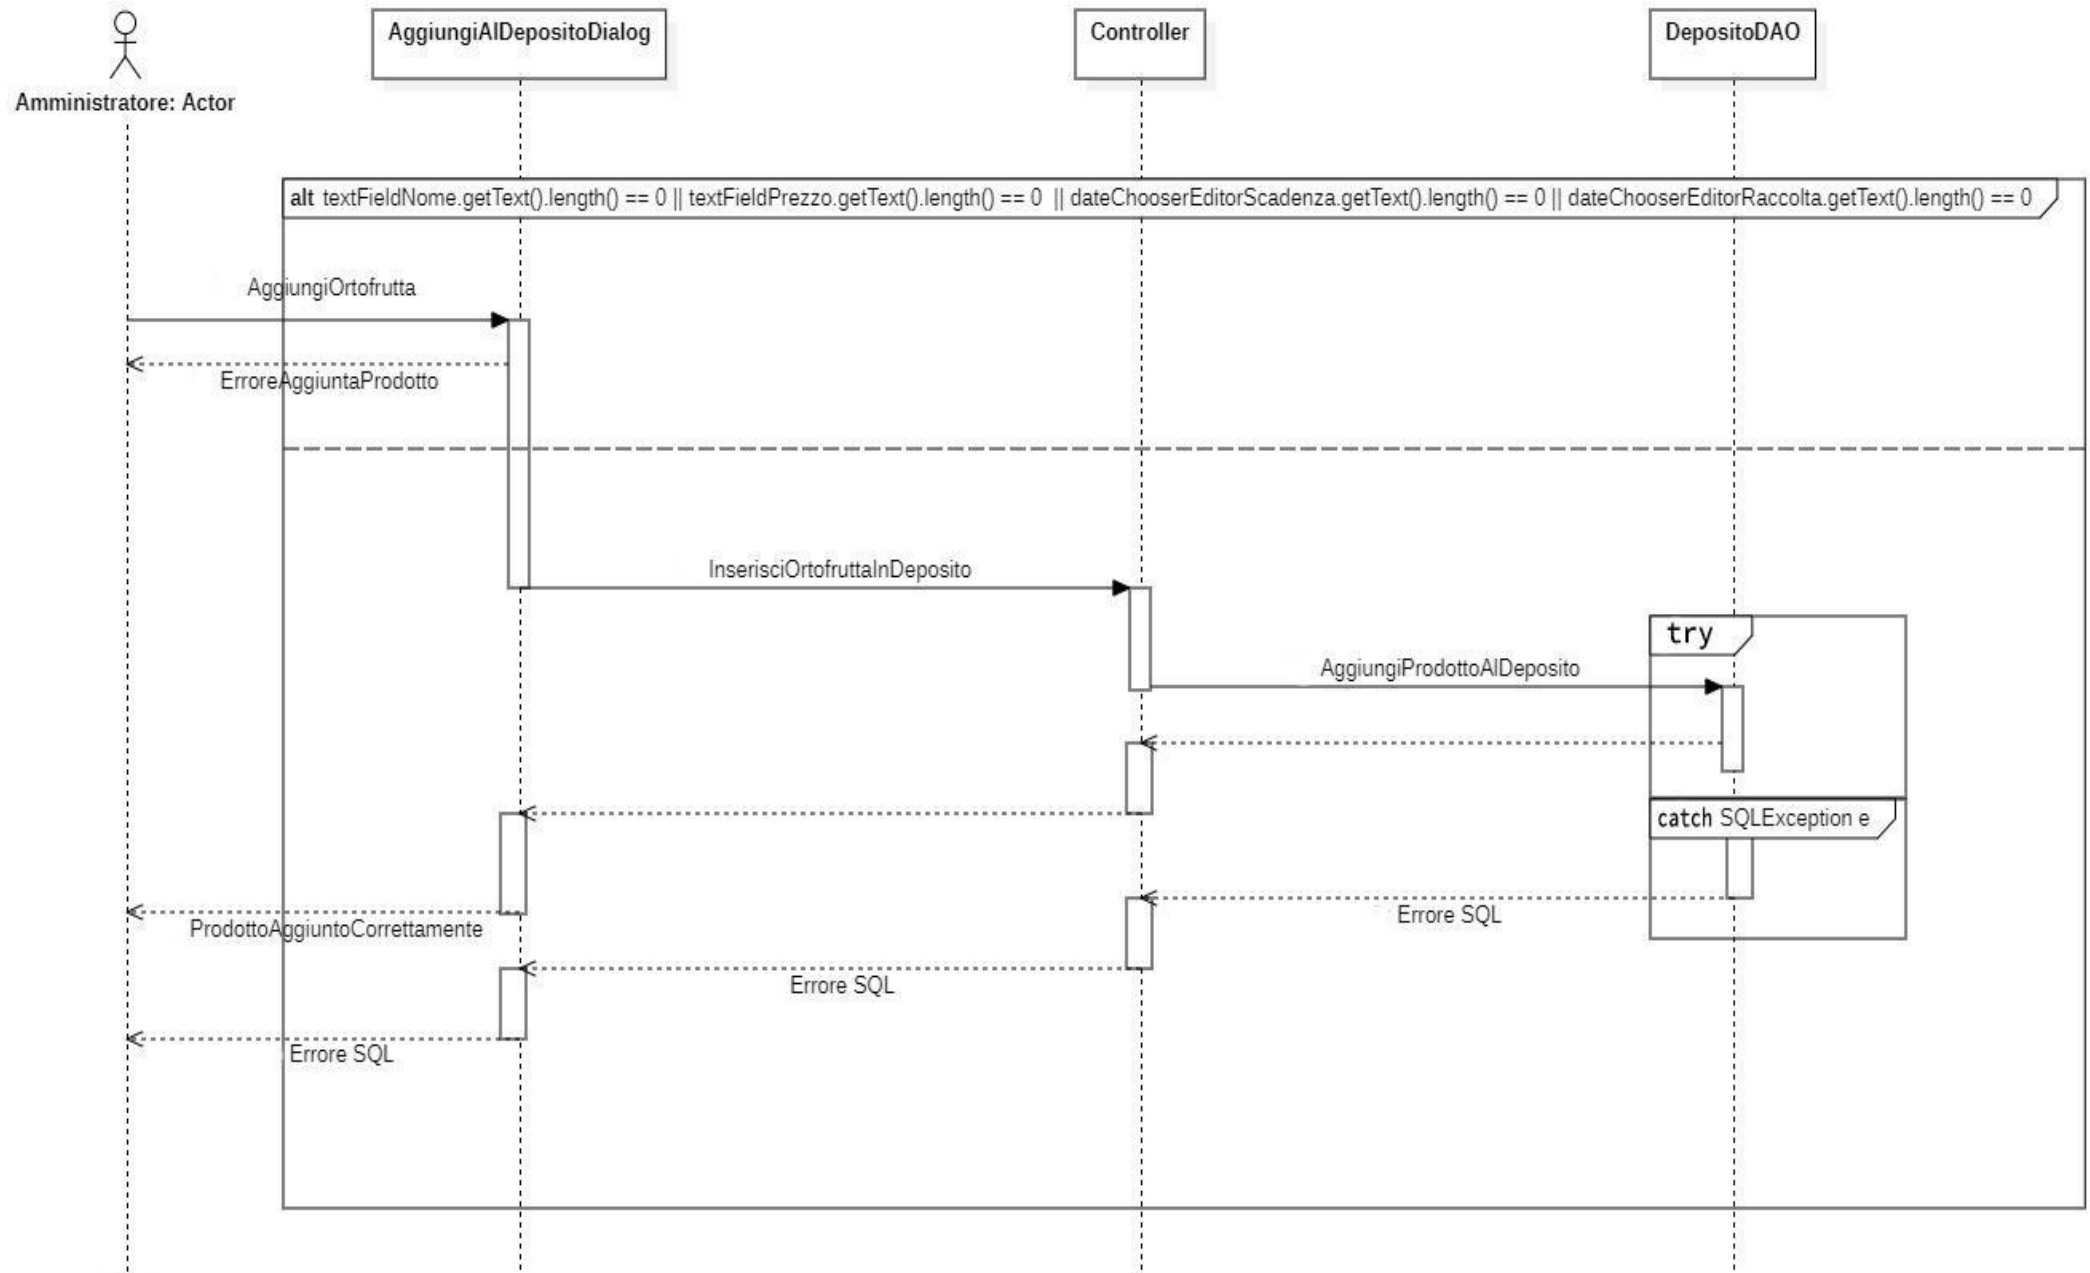 AggiungiAlDepositoDialog
Controller
DepositoDAO
Amministratore: Actor
alt textFieldNome.getText().length() == 0 || textFieldPrezzo.getText().length() == 0 || dateChooserEditorScadenza.getText().length() == 0 || dateChooserEditorRaccolta.getText().length() == 0
AggiungiOrtofrutta
ErroreAggiuntaProdotto
InserisciOrtofruttaInDeposito
try
AggiungiProdottoAlDeposito
catch SQLException e
Errore SQL
ProdottoAggiuntoCorrettamente
Errore SQL
Errore SQL